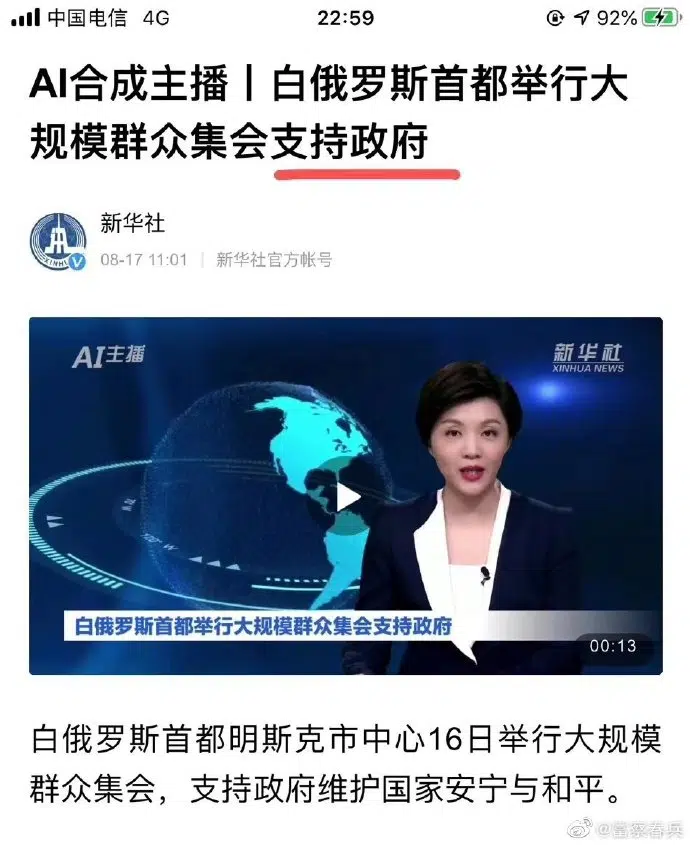 中国电信 4G 22:59 92%
AI合成主播丨白俄罗斯首都举行大
规模群众集会支持政府
新华社
08-17 11:01 | 新华社官方帐号
AI主播
新华社
XINHUA NEWS
白俄罗斯首都举行大规模群众集会支持政府
00:13
白俄罗斯首都明斯克市中心16日举行大规模
群众集会，支持政府维护国家安宁与和平。
@富察春兵